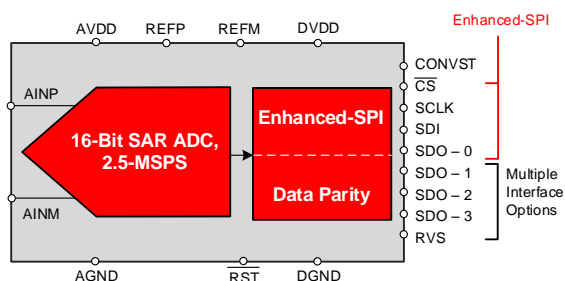 Enhanced-SPI
AVDD REFP REFM DVDD
CONVST
CS
SCLK
SDI
SDO – 0
SDO – 1
SDO – 2
SDO – 3
RVS
AINP
AINM
16-Bit SAR ADC,
2.5-MSPS
Enhanced-SPI
Data Parity
Multiple
Interface
Options
AGND RST DGND